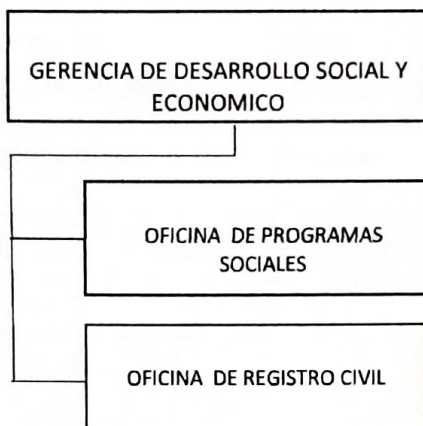 GERENCIA DE DESARROLLO SOCIAL Y
ECONOMICO
OFICINA DE PROGRAMAS
SOCIALES
OFICINA DE REGISTRO CIVIL